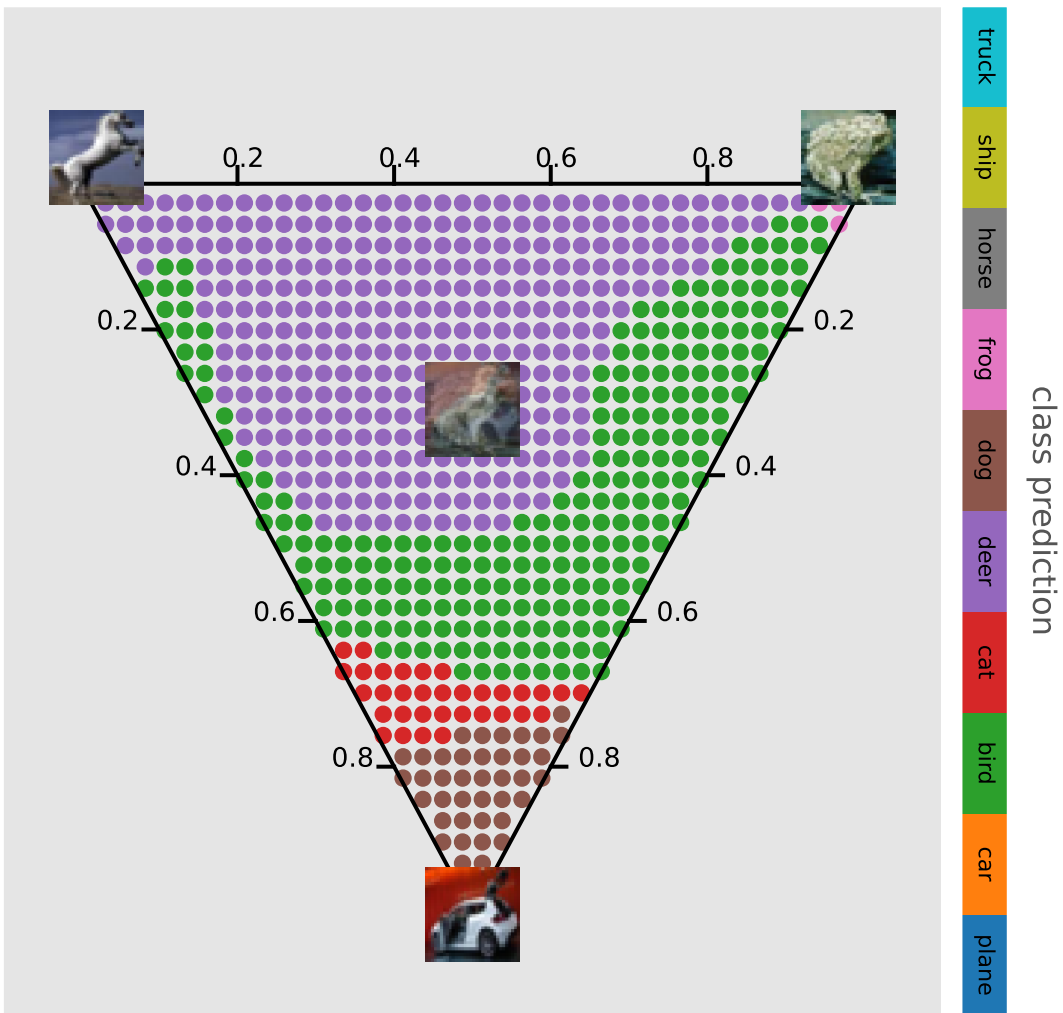 0.2 0.4 0.6 0.8
0.2 0.2
0.4 0.4
0.6 0.6
0.8 0.8
truck
ship
horse
frog
dog
deer
cat
bird
car
plane
class prediction